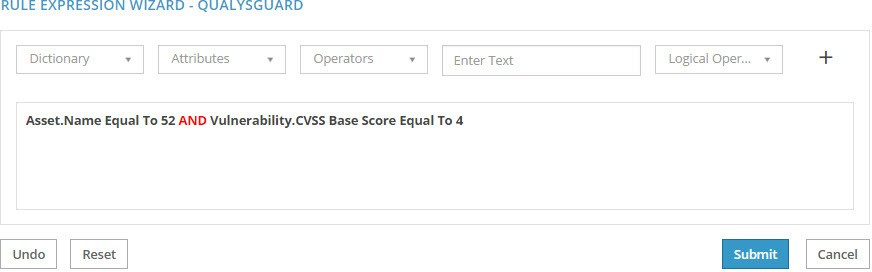 RULE EXPRESSION WIZARD - QUALYSGUARD
Dictionary Attributes Operators Enter Text Logical Oper... +
Asset.Name Equal To 52 AND Vulnerability.CVSS Base Score Equal To 4
Undo Reset Submit Cancel